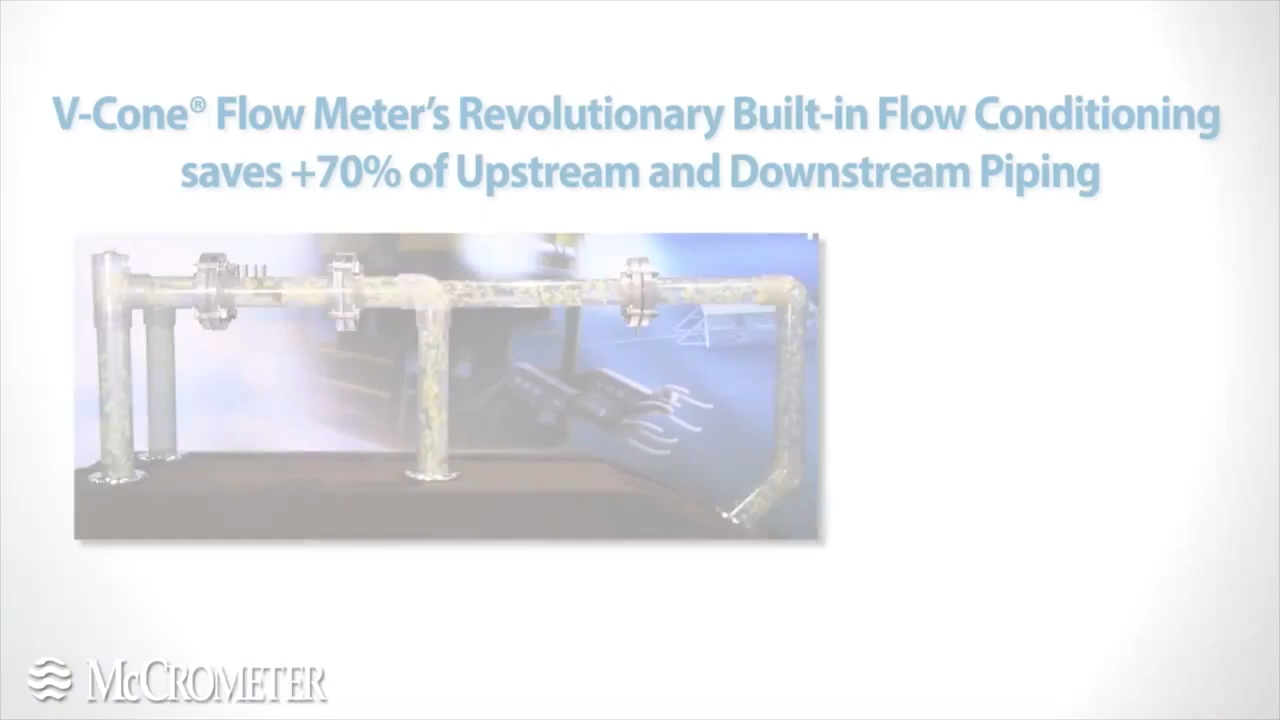 V-Cone® Flow Meter’s Revolutionary Built-in Flow Conditioning
saves +70% of Upstream and Downstream Piping
McCROMETER